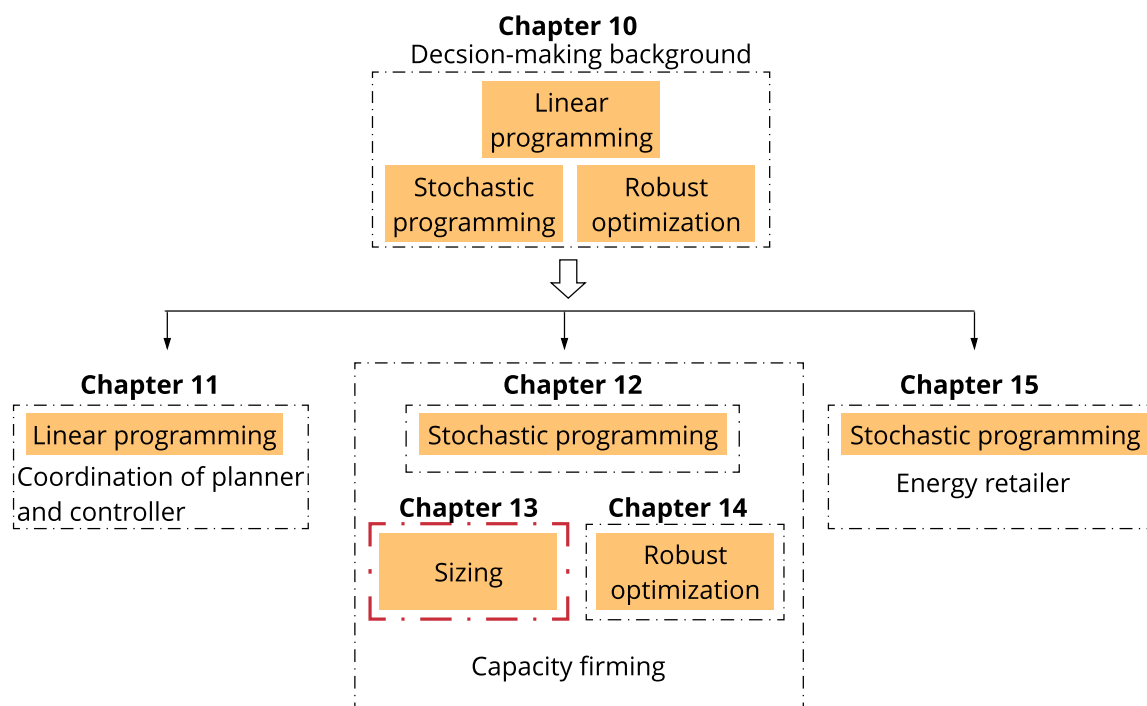 Chapter 10
Decsion-making background
Linear
programming
Stochastic
programming
Robust
optimization
Chapter 11
Linear programming
Coordination of planner
and controller
Chapter 12
Stochastic programming
Chapter 13
Sizing
Chapter 14
Robust
optimization
Capacity firming
Chapter 15
Stochastic programming
Energy retailer